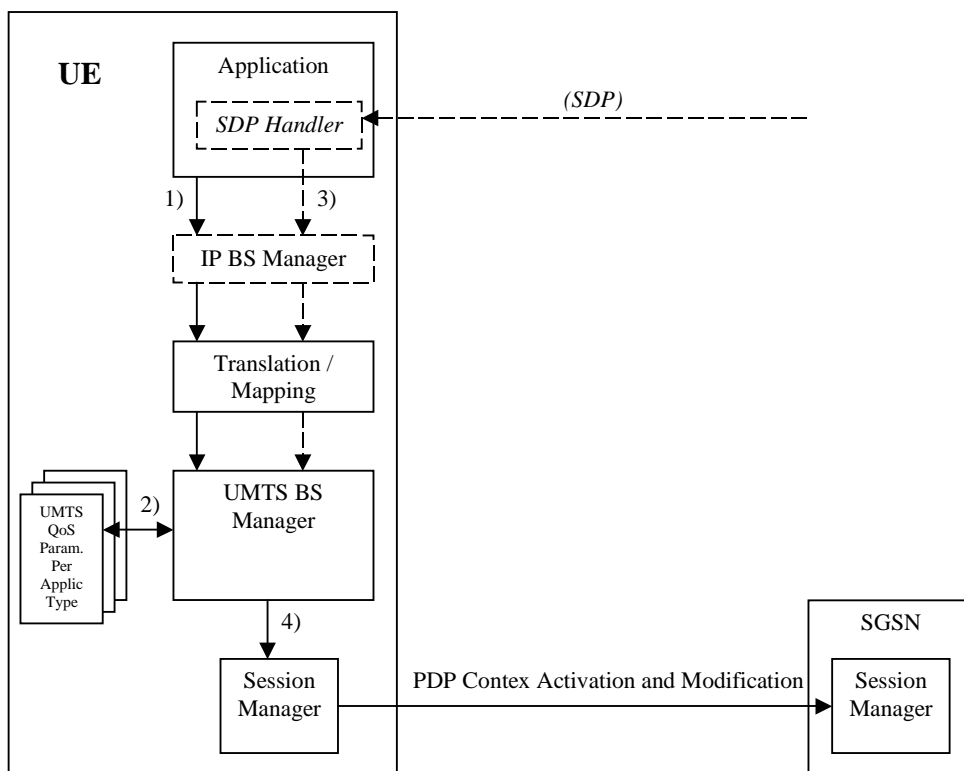 UE
Application
(SDP)
SDP Handler
1)
3)
IP BS Manager
Translation /
Mapping
UMTS BS
Manager
2)
UMTS
QoS
Param.
Per
Applic
Type
4)
SGSN
Session
Manager
PDP Contex Activation and Modification
Session
Manager